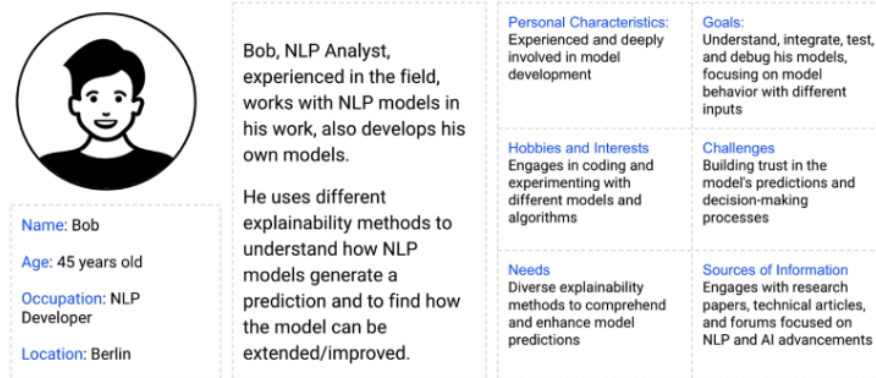 Name: Bob
Age: 45 years old
Occupation: NLP
Developer
Location: Berlin
Bob, NLP Analyst,
experienced in the field,
works with NLP models in
his work, also develops his
own models.
He uses different
explainability methods to
understand how NLP
models generate a
prediction and to find how
the model can be
extended/improved.
Personal Characteristics:
Experienced and deeply
involved in model
development
Goals:
Understand, integrate, test,
and debug his models,
focusing on model
behavior with different
inputs
Hobbies and Interests
Engages in coding and
experimenting with
different models and
algorithms
Challenges
Building trust in the
model's predictions and
decision-making
processes
Needs
Diverse explainability
methods to comprehend
and enhance model
predictions
Sources of Information
Engages with research
papers, technical articles,
and forums focused on
NLP and AI advancements